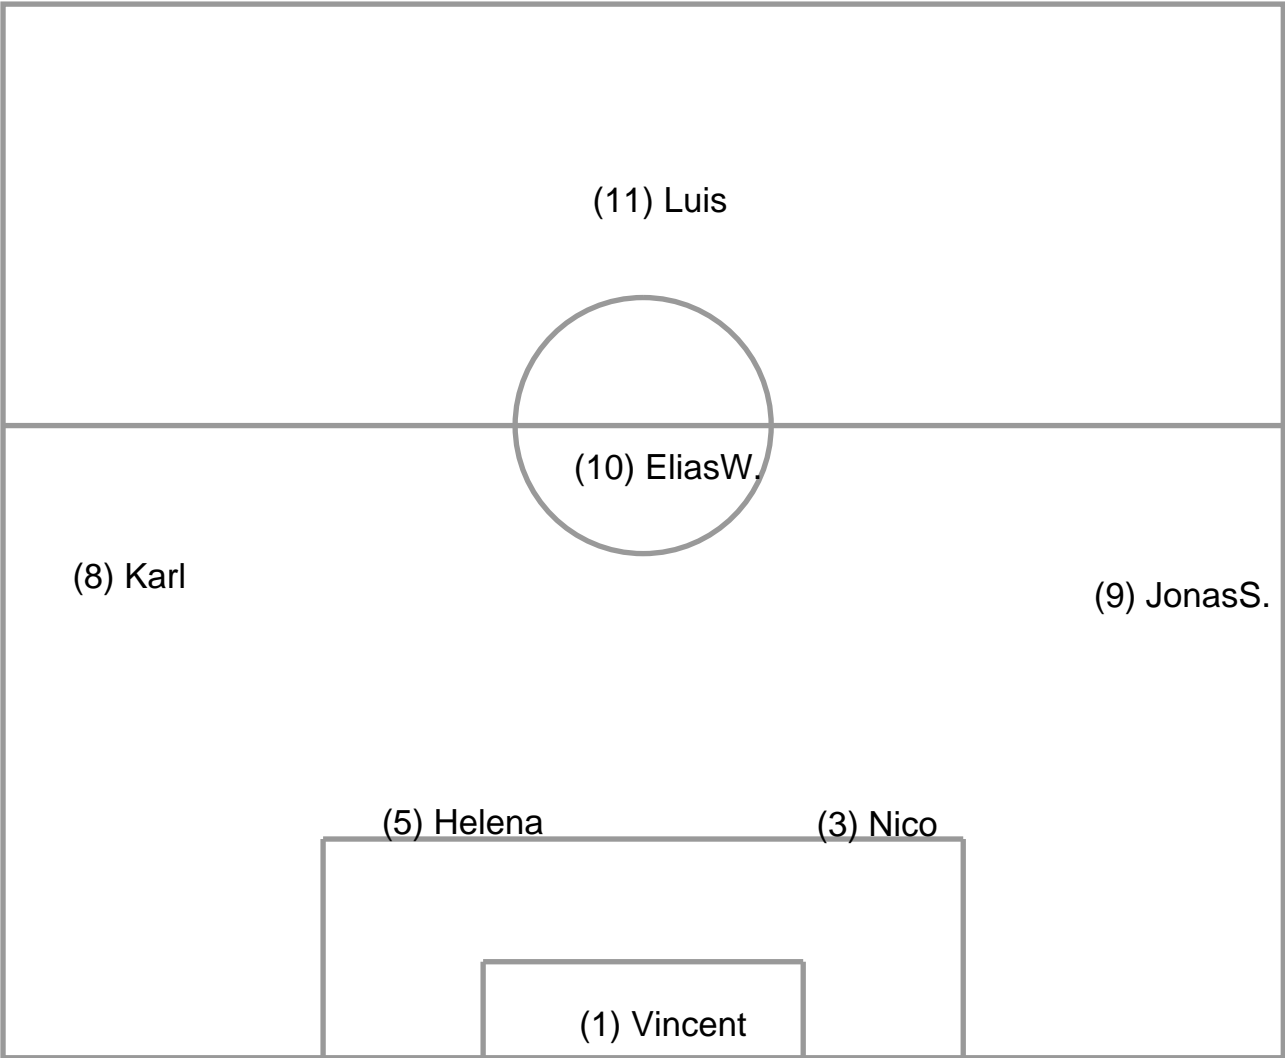 (11) Luis
(10) EliasW.
(8) Karl
(9) JonasS.
(5) Helena
(3) Nico
(1) Vincent